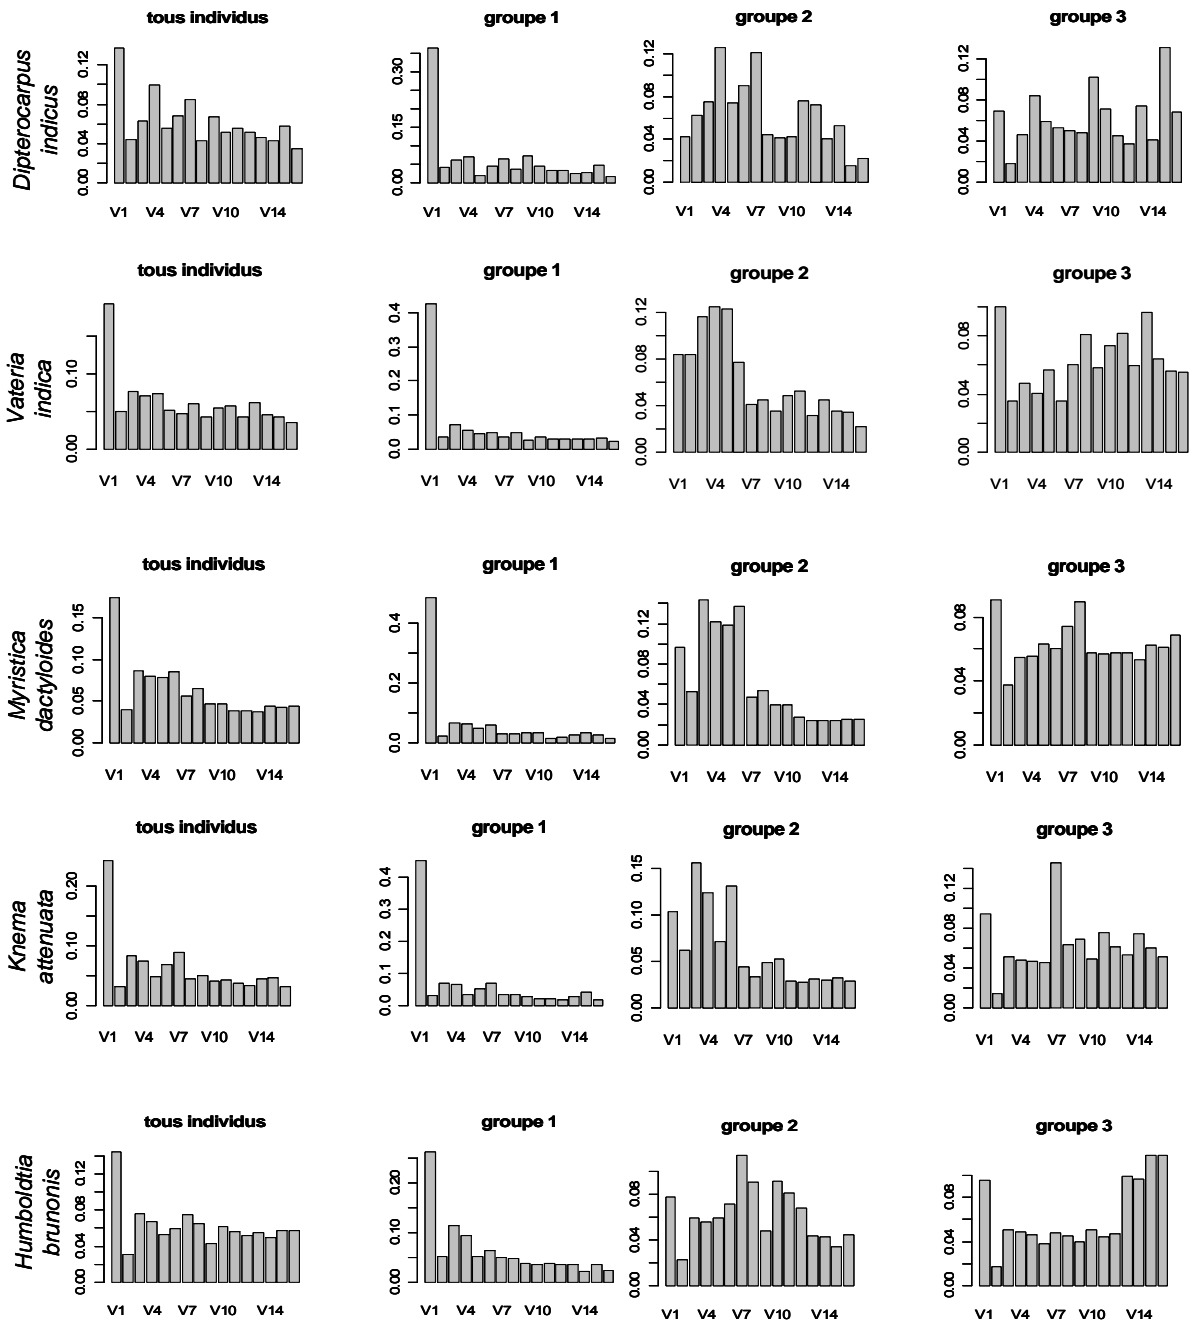 tous individus groupe 1 groupe 2 groupe 3
Dipterocarpus
indicus
0.00 0.04 0.08 0.12
0.00 0.15 0.30
0.00 0.04 0.08 0.12
0.00 0.04 0.08 0.12
V1 V4 V7 V10 V14 V1 V4 V7 V10 V14 V1 V4 V7 V10 V14 V1 V4 V7 V10 V14
tous individus groupe 1 groupe 2 groupe 3
Vateria
indica
0.00 0.10
0.0 0.1 0.2 0.3 0.4
0.00 0.04 0.08 0.12
0.00 0.04 0.08
V1 V4 V7 V10 V14 V1 V4 V7 V10 V14 V1 V4 V7 V10 V14 V1 V4 V7 V10 V14
tous individus groupe 1 groupe 2 groupe 3
Myristica
dactyloides
0.00 0.05 0.10 0.15
0.0 0.2 0.4
0.00 0.04 0.08 0.12
0.00 0.04 0.08
V1 V4 V7 V10 V14 V1 V4 V7 V10 V14 V1 V4 V7 V10 V14 V1 V4 V7 V10 V14
tous individus groupe 1 groupe 2 groupe 3
Knema
attenuata
0.00 0.10 0.20
0.0 0.1 0.2 0.3 0.4
0.00 0.05 0.10 0.15
0.00 0.04 0.08 0.12
V1 V4 V7 V10 V14 V1 V4 V7 V10 V14 V1 V4 V7 V10 V14 V1 V4 V7 V10 V14
tous individus groupe 1 groupe 2 groupe 3
Humboldtia
brunonis
0.00 0.04 0.08 0.12
0.00 0.10 0.20
0.00 0.04 0.08
0.00 0.04 0.08
V1 V4 V7 V10 V14 V1 V4 V7 V10 V14 V1 V4 V7 V10 V14 V1 V4 V7 V10 V14